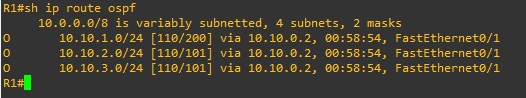 R1#sh ip route ospf
     10.0.0.0/8 is variably subnetted, 4 subnets, 2 masks
O       10.10.1.0/24 [110/200] via 10.10.0.2, 00:58:54, FastEthernet0/1
O       10.10.2.0/24 [110/101] via 10.10.0.2, 00:58:54, FastEthernet0/1
O       10.10.3.0/24 [110/101] via 10.10.0.2, 00:58:54, FastEthernet0/1
R1#